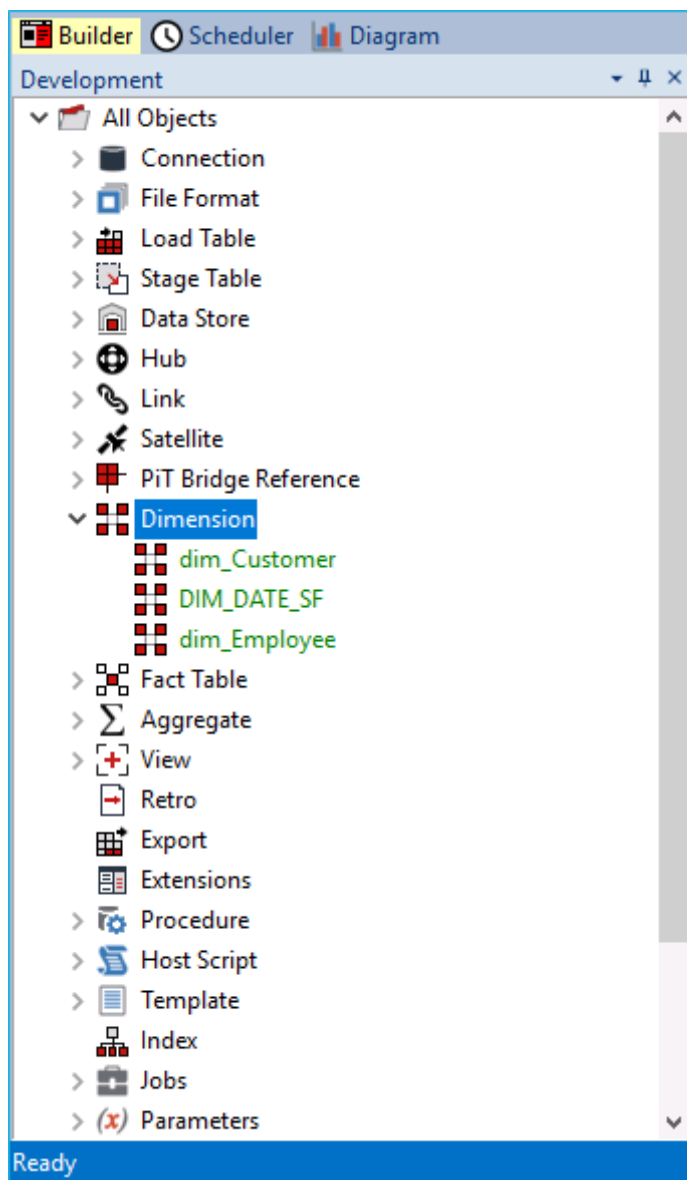 Builder Scheduler Diagram
Development
All Objects
Connection
File Format
Load Table
Stage Table
Data Store
Hub
Link
Satellite
PiT Bridge Reference
Dimension
dim_Customer
DIM_DATE_SF
dim_Employee
Fact Table
Aggregate
View
Retro
Export
Extensions
Procedure
Host Script
Template
Index
Jobs
(x) Parameters
Ready